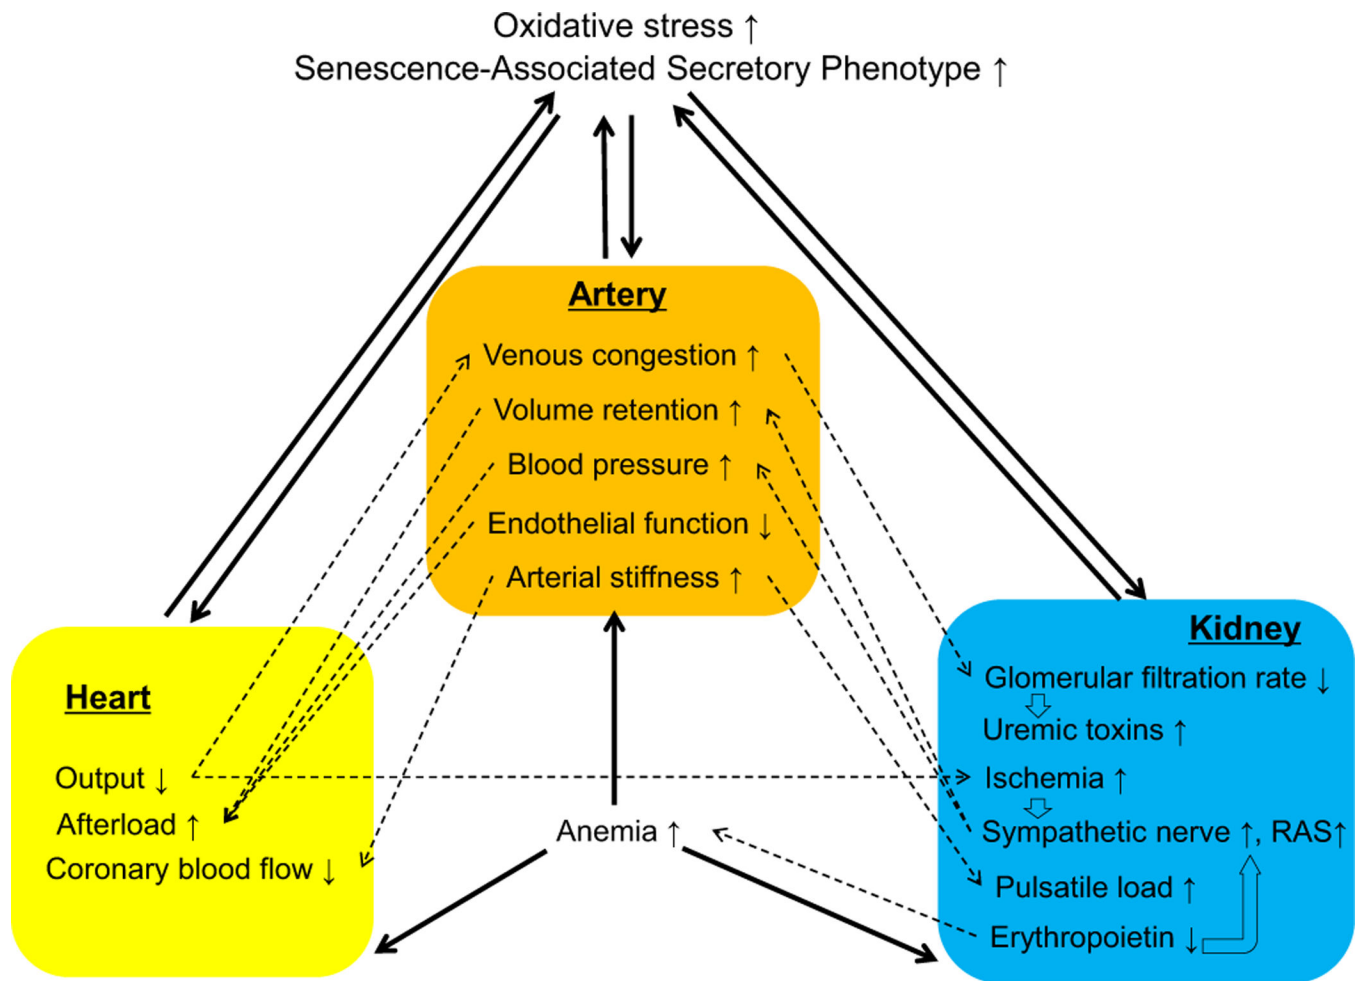 Oxidative stress ↑
Senescence-Associated Secretory Phenotype ↑
Artery
Venous congestion ↑
Volume retention ↑
Blood pressure ↑
Endothelial function ↓
Arterial stiffness ↑
Heart
Output ↓
Afterload ↑
Coronary blood flow ↓
Anemia ↑
Kidney
Glomerular filtration rate ↓
Uremic toxins ↑
Ischemia ↑
Sympathetic nerve ↑, RAS↑
Pulsatile load ↑
Erythropoietin ↓